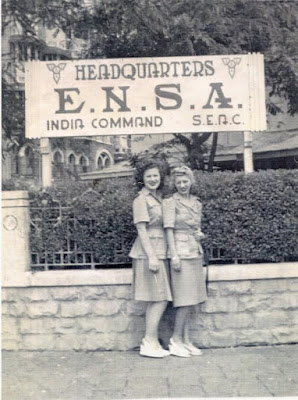 HEADQUARTERS
E.N.S.A.
INDIA COMMAND S.E.A.C.